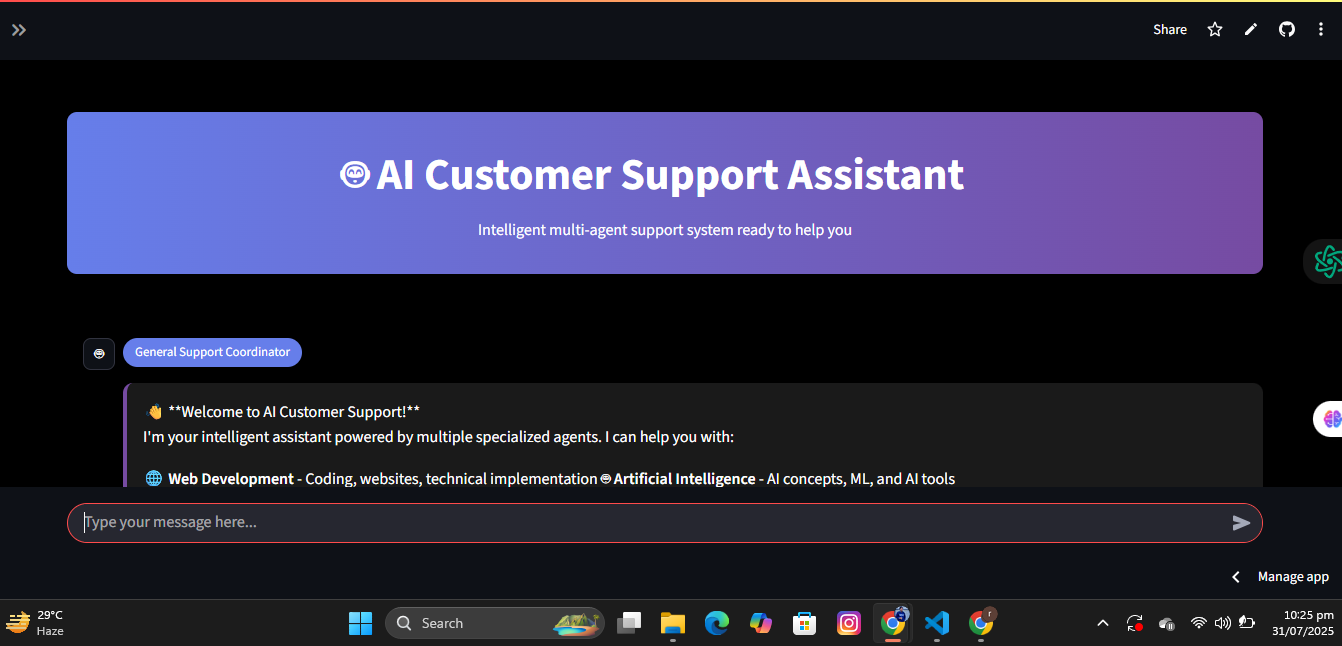 Share
AI Customer Support Assistant
Intelligent multi-agent support system ready to help you
General Support Coordinator
👋 **Welcome to AI Customer Support!**
I'm your intelligent assistant powered by multiple specialized agents. I can help you with:
🌐 Web Development - Coding, websites, technical implementation Artificial Intelligence - AI concepts, ML, and AI tools
Type your message here...
Manage app
29°C
Haze
Search
r
10:25 pm
31/07/2025